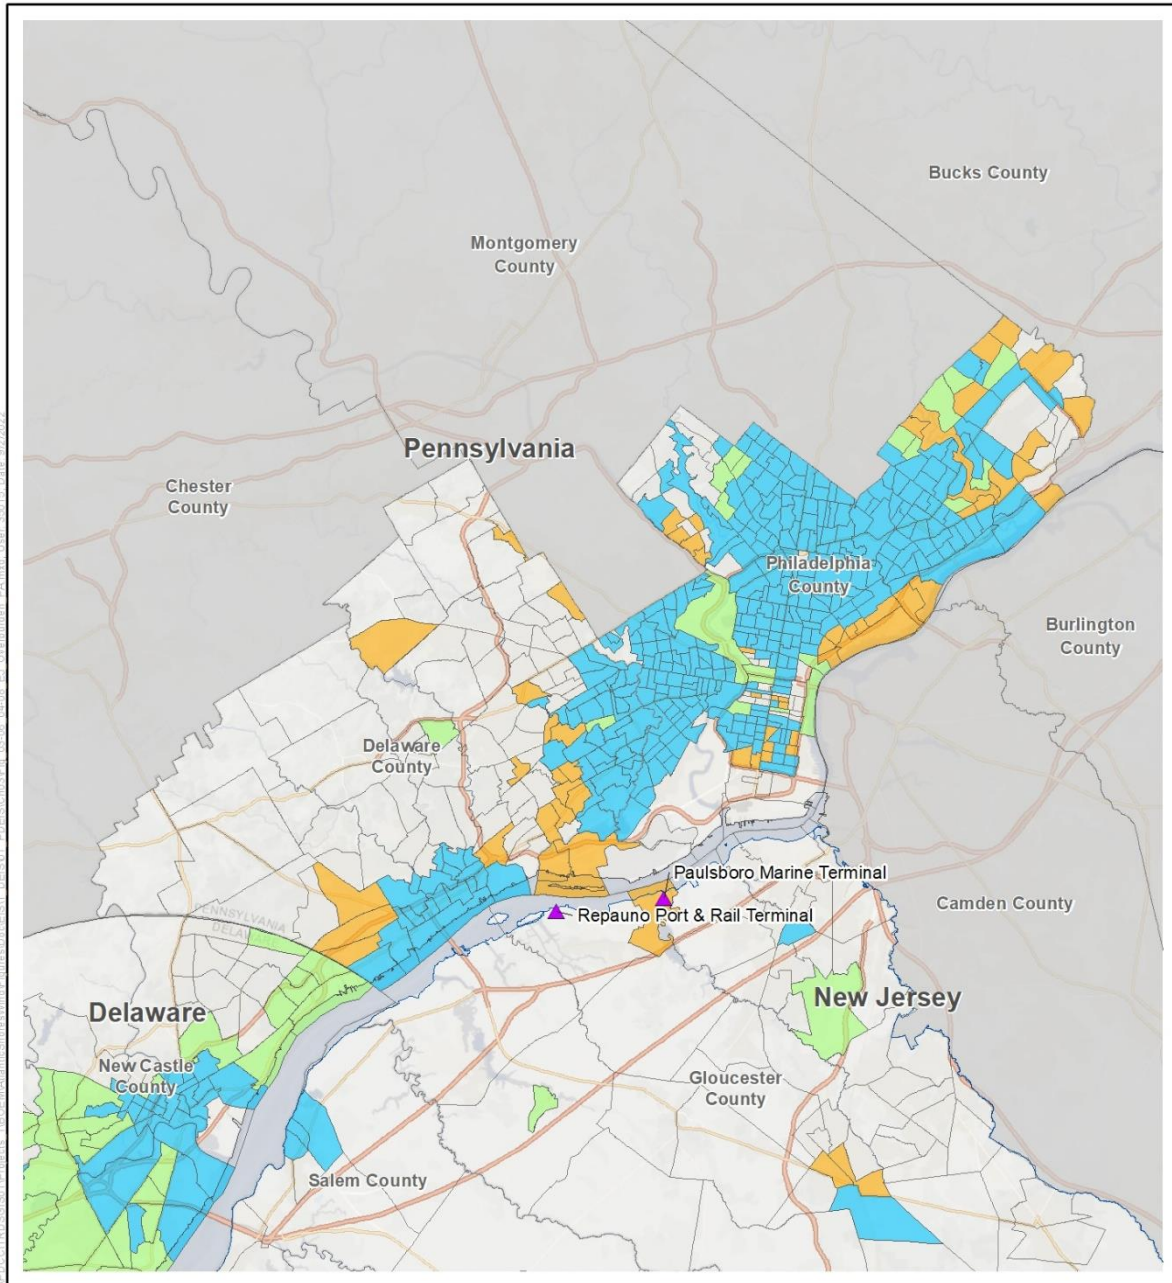 Bucks County
Montgomery
County
Pennsylvania
Chester
County
Philadelphia
County
Burlington
County
Delaware
County
Paulsboro Marine Terminal
Repauno Port & Rail Terminal
Camden County
PENNSYLVANIA
DELAWARE
Delaware
New Jersey
New Castle
County
Gloucester
County
Salem County